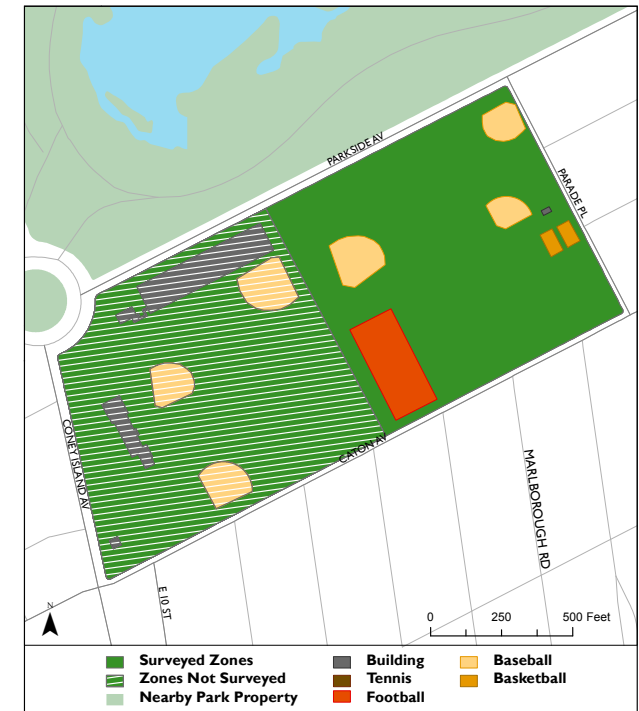 PARKSIDE AV
PARADE PL
CONEY ISLAND AV
CATON AV
MARLBOROUGH RD
E 10 ST
N
0 250 500 Feet
Surveyed Zones
Zones Not Surveyed
Nearby Park Property
Building
Tennis
Football
Baseball
Basketball